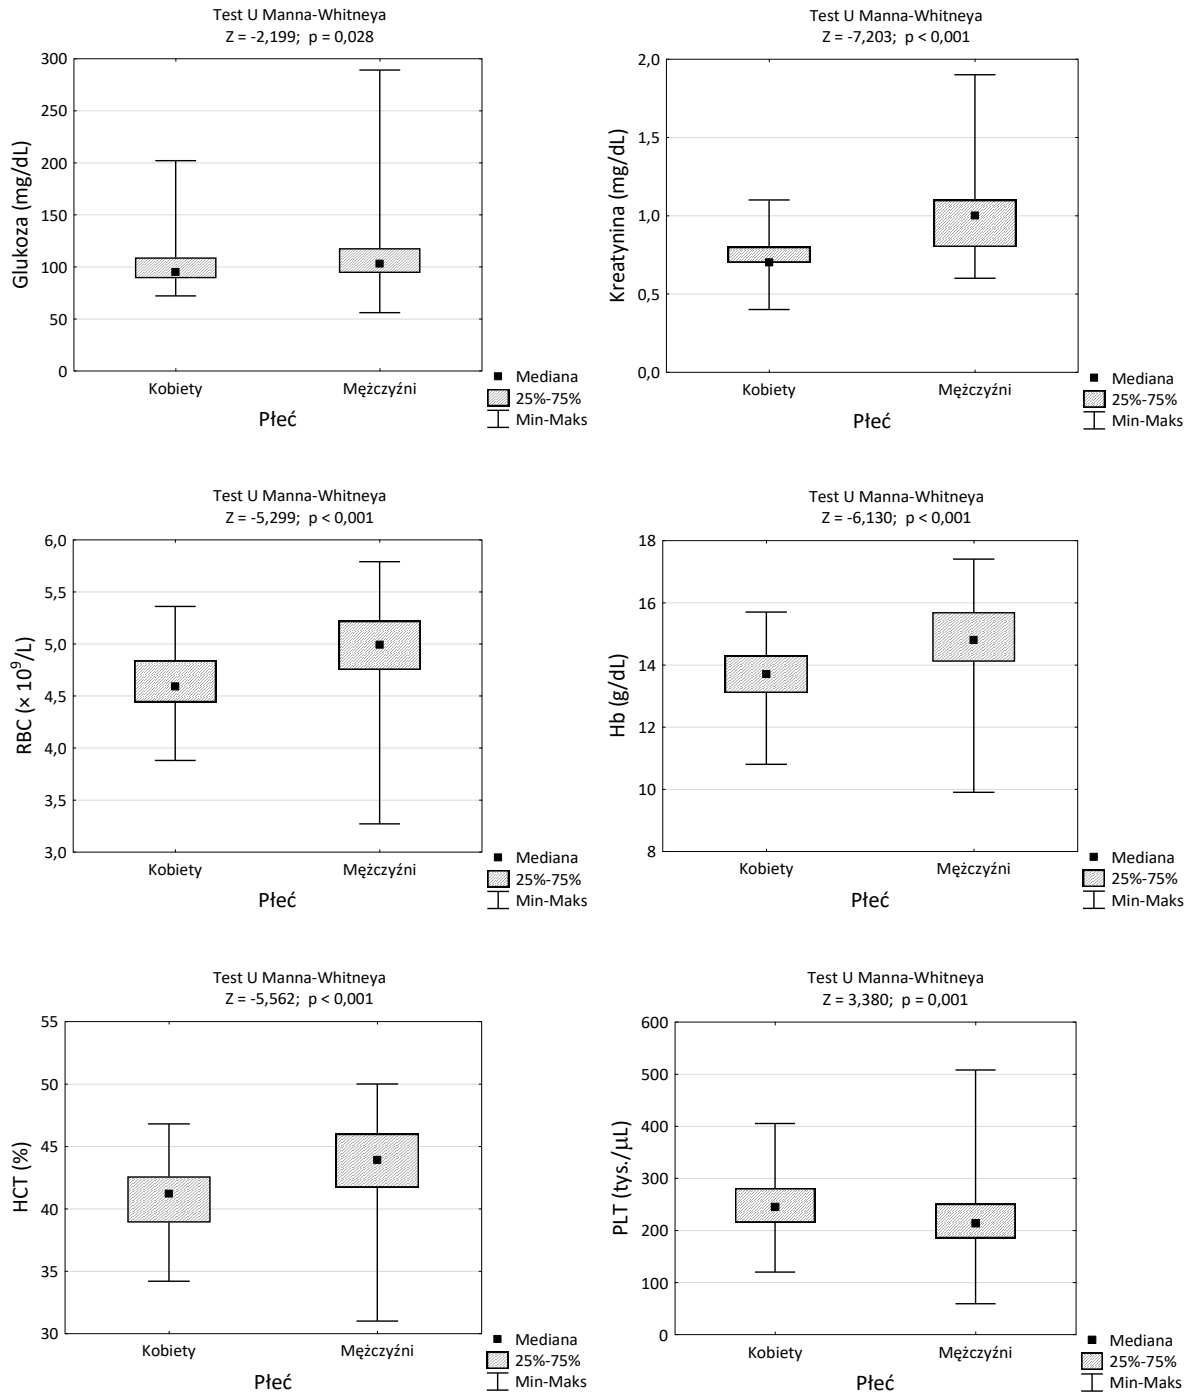 Test U Manna-Whitneya
Z = -2,199;  p = 0,028
300
250
200
150
100
50
0
Glukoza (mg/dL)
Kobiety
Mężczyźni
Płeć
Mediana
25%-75%
Min-Maks
Test U Manna-Whitneya
Z = -7,203;  p < 0,001
2,0
1,5
1,0
0,5
0,0
Kreatynina (mg/dL)
Kobiety
Mężczyźni
Płeć
Mediana
25%-75%
Min-Maks
Test U Manna-Whitneya
Z = -5,299;  p < 0,001
6,0
5,5
5,0
4,5
4,0
3,5
3,0
RBC (× 10⁹/L)
Kobiety
Mężczyźni
Płeć
Mediana
25%-75%
Min-Maks
Test U Manna-Whitneya
Z = -6,130;  p < 0,001
18
16
14
12
10
8
Hb (g/dL)
Kobiety
Mężczyźni
Płeć
Mediana
25%-75%
Min-Maks
Test U Manna-Whitneya
Z = -5,562;  p < 0,001
55
50
45
40
35
30
HCT (%)
Kobiety
Mężczyźni
Płeć
Mediana
25%-75%
Min-Maks
Test U Manna-Whitneya
Z = 3,380;  p = 0,001
600
500
400
300
200
100
0
PLT (tys./μL)
Kobiety
Mężczyźni
Płeć
Mediana
25%-75%
Min-Maks